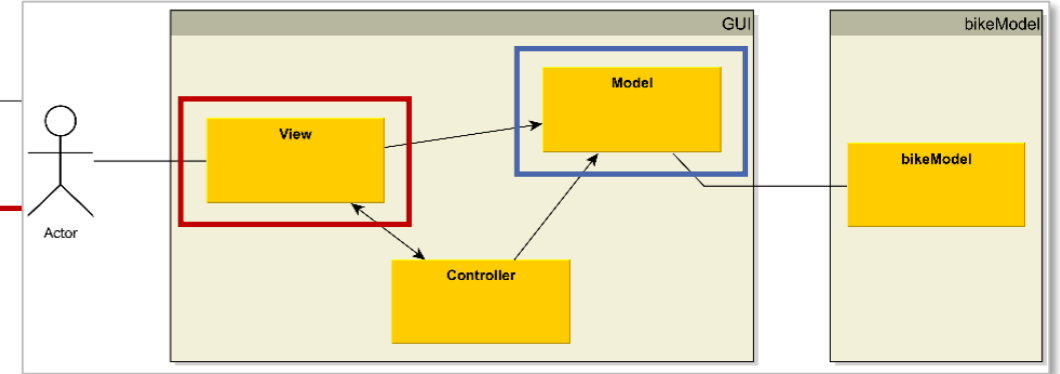 GUI
bikeModel
Model
View
bikeModel
Actor
Controller